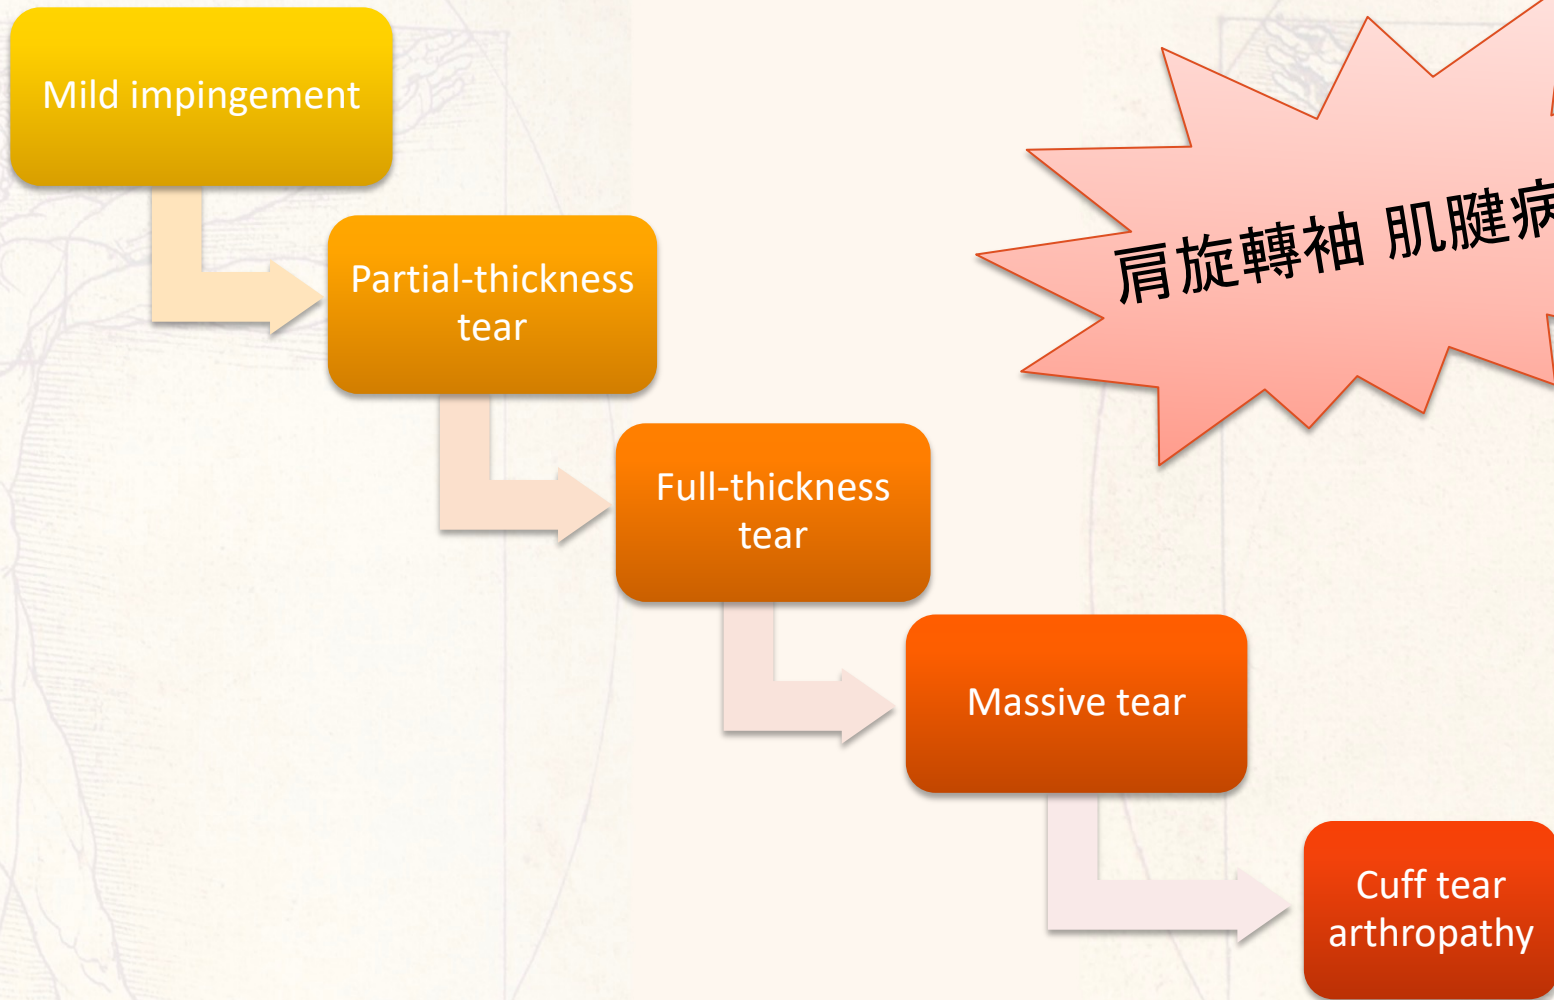 Mild impingement
Partial-thickness
tear
Full-thickness
tear
Massive tear
Cuff tear
arthropathy
肩旋轉袖 肌腱病